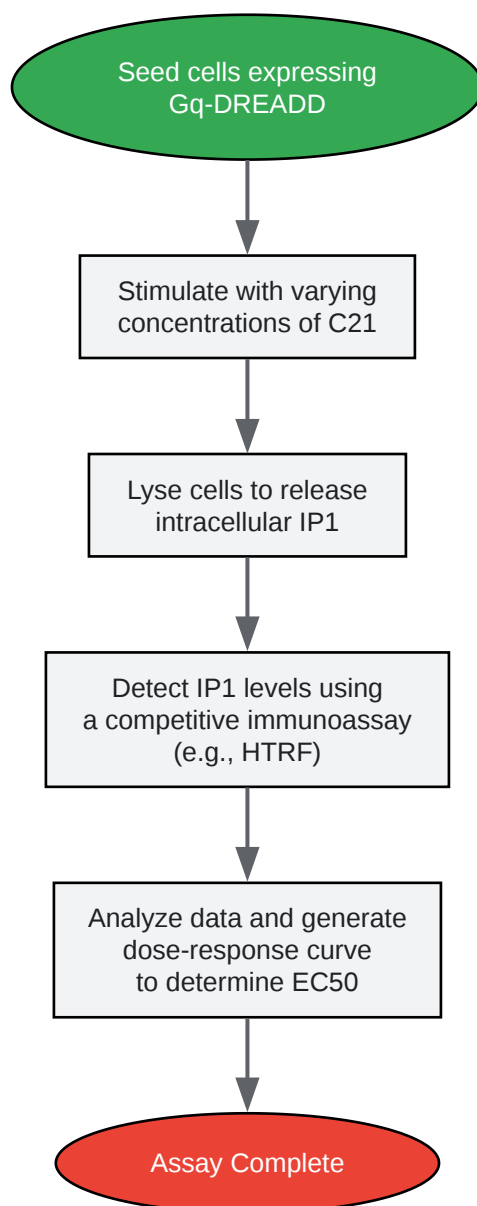 Seed cells expressing
Gq-DREADD
Stimulate with varying
concentrations of C21
Lyse cells to release
intracellular IP1
Detect IP1 levels using
a competitive immunoassay
(e.g., HTRF)
Analyze data and generate
dose-response curve
to determine EC50
Assay Complete